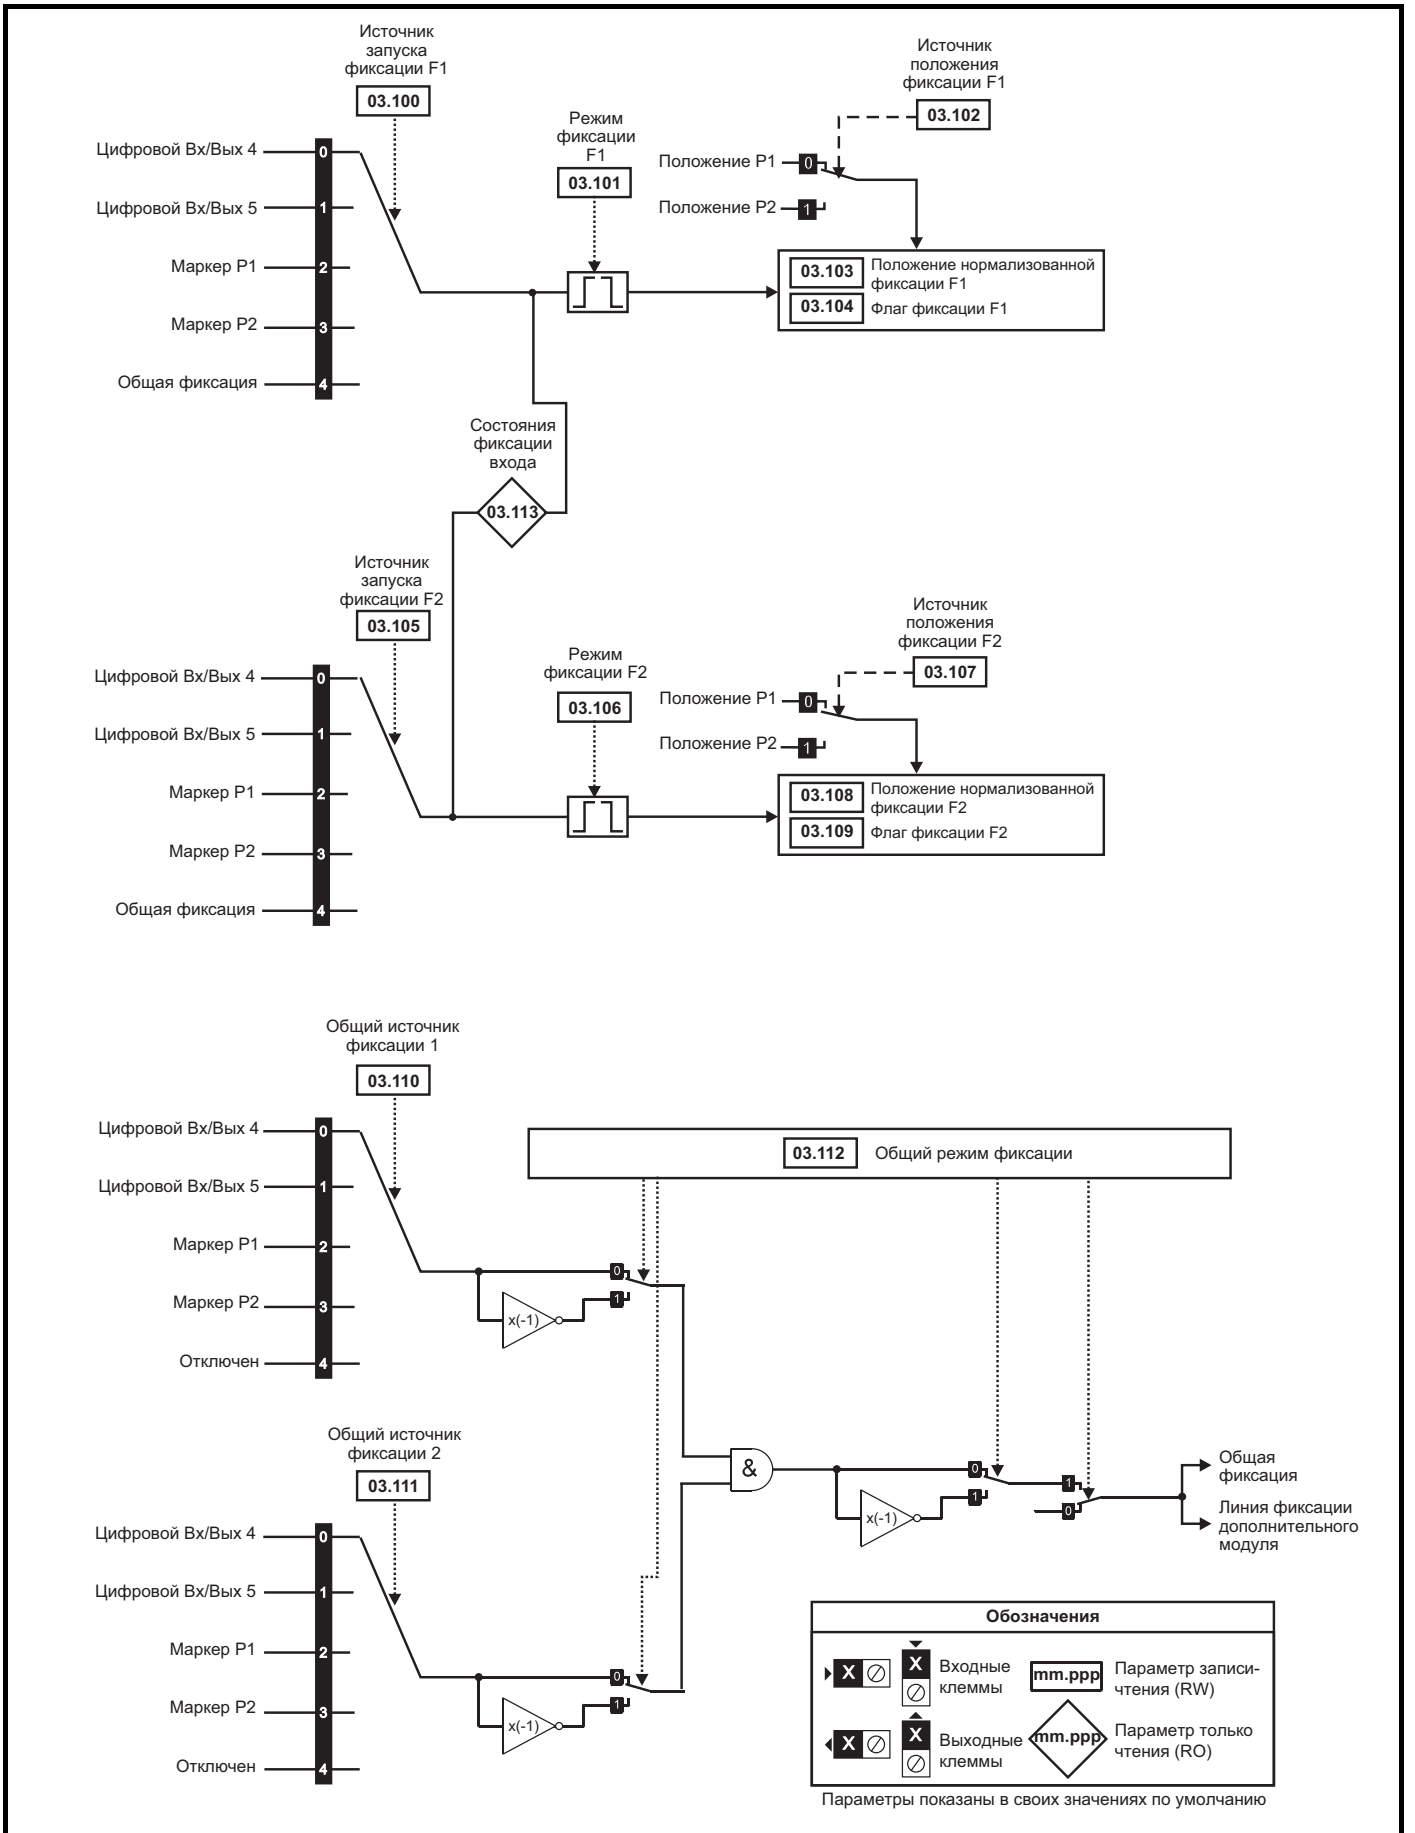 Источник
запуска
фиксации F1
03.100
Источник
положения
фиксации F1
03.102
Режим
фиксации
F1
03.101
Цифровой Вх/Вых 4
0
Цифровой Вх/Вых 5
1
Маркер P1
2
Маркер P2
3
Общая фиксация
4
Положение P1
0
Положение P2
1
03.103
Положение нормализованной
фиксации F1
03.104
Флаг фиксации F1
Состояния
фиксации
входа
03.113
Источник
запуска
фиксации F2
03.105
Источник
положения
фиксации F2
03.107
Режим
фиксации F2
03.106
Цифровой Вх/Вых 4
0
Цифровой Вх/Вых 5
1
Маркер P1
2
Маркер P2
3
Общая фиксация
4
Положение P1
0
Положение P2
1
03.108
Положение нормализованной
фиксации F2
03.109
Флаг фиксации F2
Общий источник
фиксации 1
03.110
Цифровой Вх/Вых 4
0
Цифровой Вх/Вых 5
1
Маркер P1
2
Маркер P2
3
Отключен
4
03.112
Общий режим фиксации
0
1
x(-1)
Общий источник
фиксации 2
03.111
Цифровой Вх/Вых 4
0
Цифровой Вх/Вых 5
1
Маркер P1
2
Маркер P2
3
Отключен
4
0
1
x(-1)
&
0
1
x(-1)
1
0
Общая
фиксация
Линия фиксации
дополнительного
модуля
Обозначения
X
X
Входные
клеммы
mm.ppp
Параметр записи-
чтения (RW)
X
X
Выходные
клеммы
mm.ppp
Параметр только
чтения (RO)
Параметры показаны в своих значениях по умолчанию